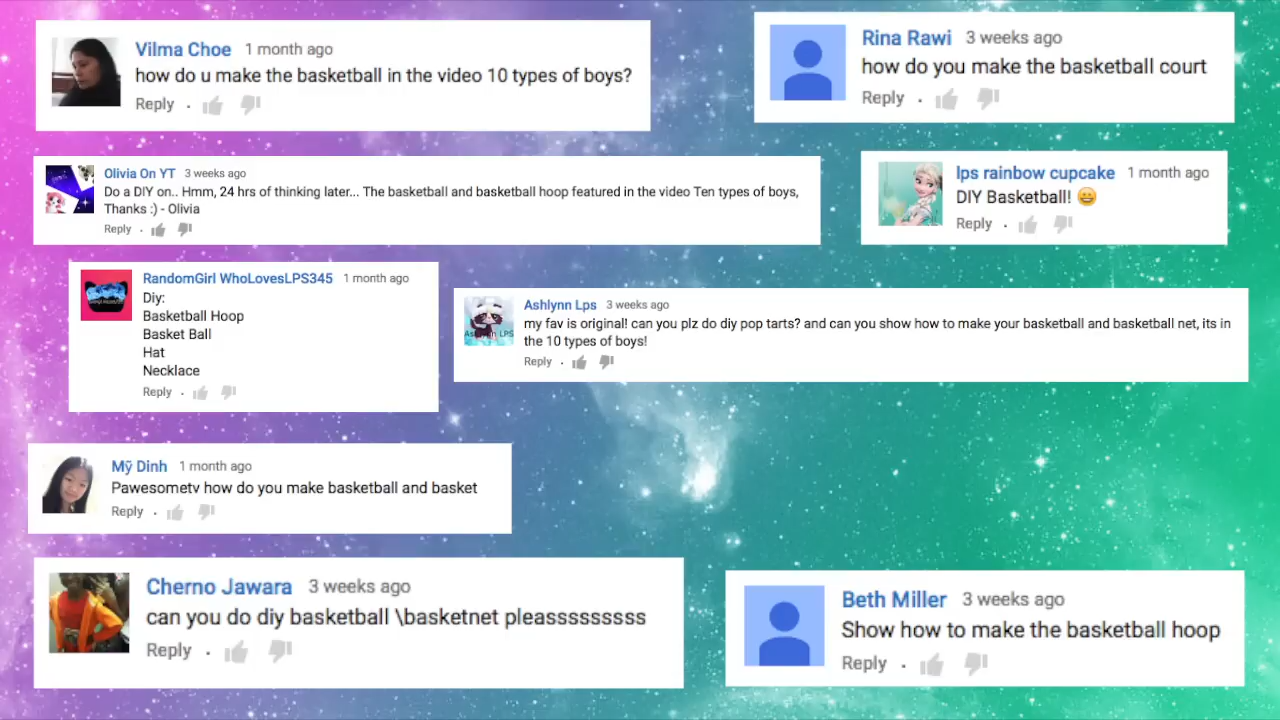 Vilma Choe 1 month ago
how do u make the basketball in the video 10 types of boys?
Reply
Rina Rawi 3 weeks ago
how do you make the basketball court
Reply
Olivia On YT 3 weeks ago
Do a DIY on.. Hmm, 24 hrs of thinking later... The basketball and basketball hoop featured in the video Ten types of boys,
Thanks :) - Olivia
Reply
lps rainbow cupcake 1 month ago
DIY Basketball! 😀
Reply
RandomGirl WhoLovesLPS345 1 month ago
Diy:
Basketball Hoop
Basket Ball
Hat
Necklace
Reply
Ashlynn Lps 3 weeks ago
my fav is original! can you plz do diy pop tarts? and can you show how to make your basketball and basketball net, its in
the 10 types of boys!
Reply
Mỹ Dinh 1 month ago
Pawesometv how do you make basketball and basket
Reply
Cherno Jawara 3 weeks ago
can you do diy basketball \basketnet pleasssssssss
Reply
Beth Miller 3 weeks ago
Show how to make the basketball hoop
Reply